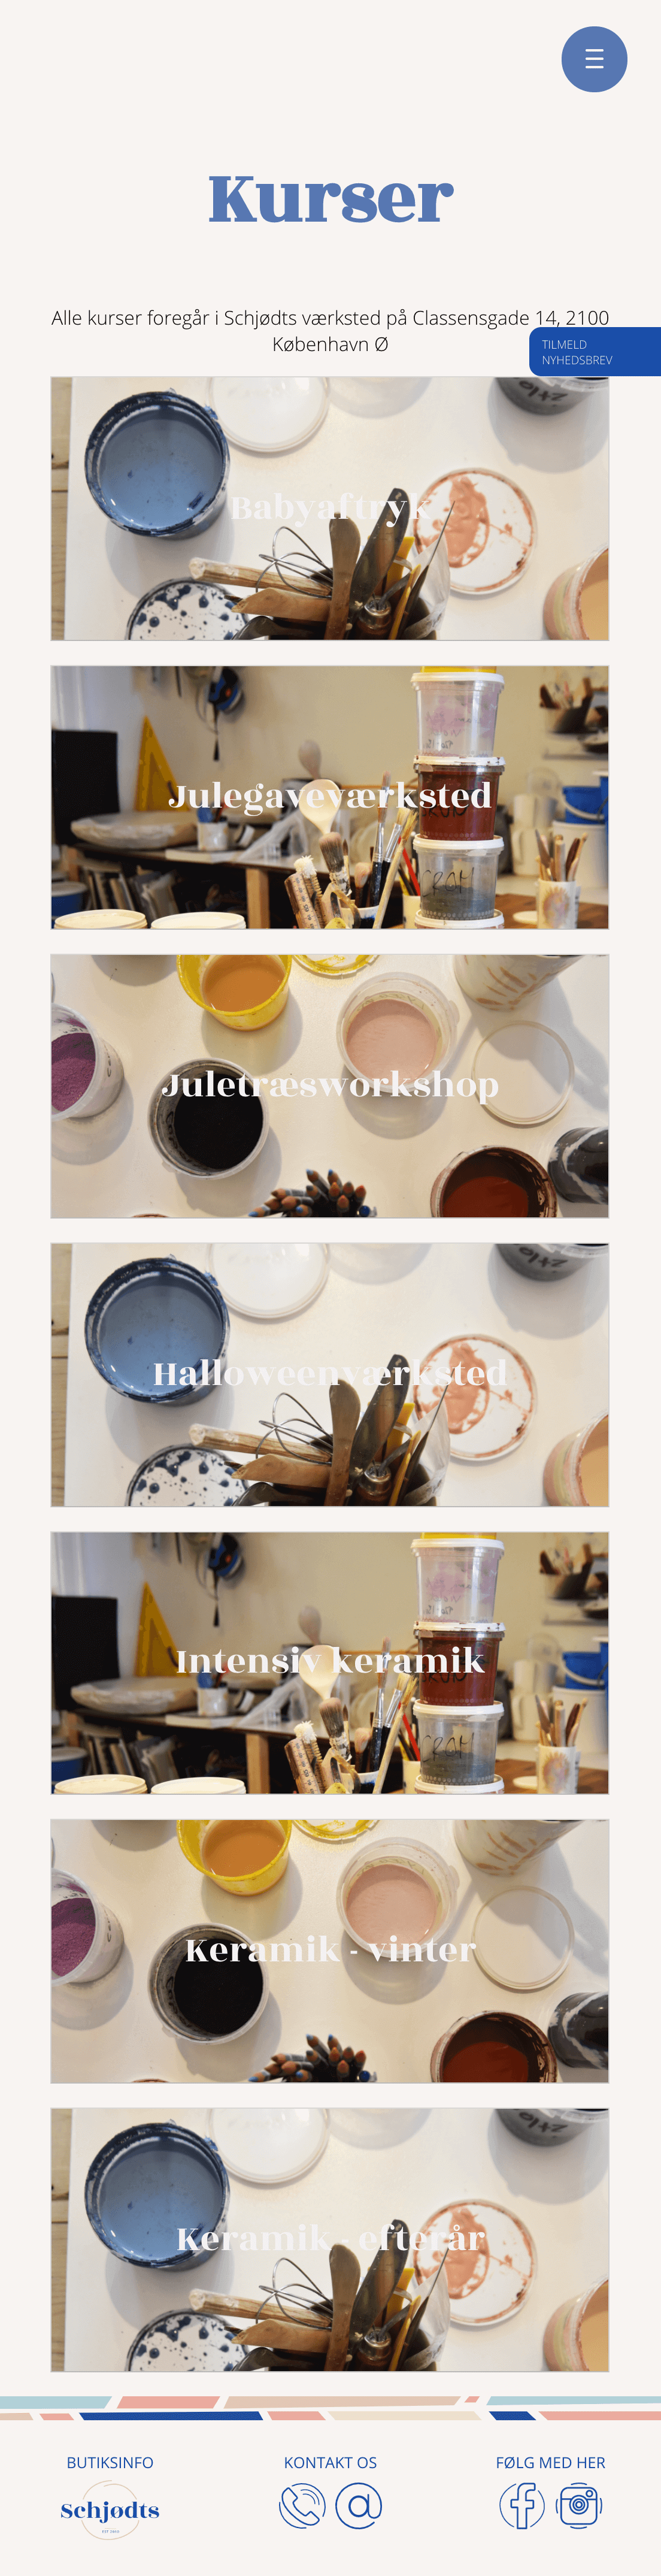 Kurser
Alle kurser foregår i Schjødts værksted på Classensgade 14, 2100
København Ø
TILMELD
NYHEDSBREV
Babyaftryk
Julegaveværksted
Juletræsworkshop
Halloweenværksted
Intensiv keramik
Keramik - vinter
Keramik - efterår
BUTIKSINFO
KONTAKT OS
FØLG MED HER
Schjødts